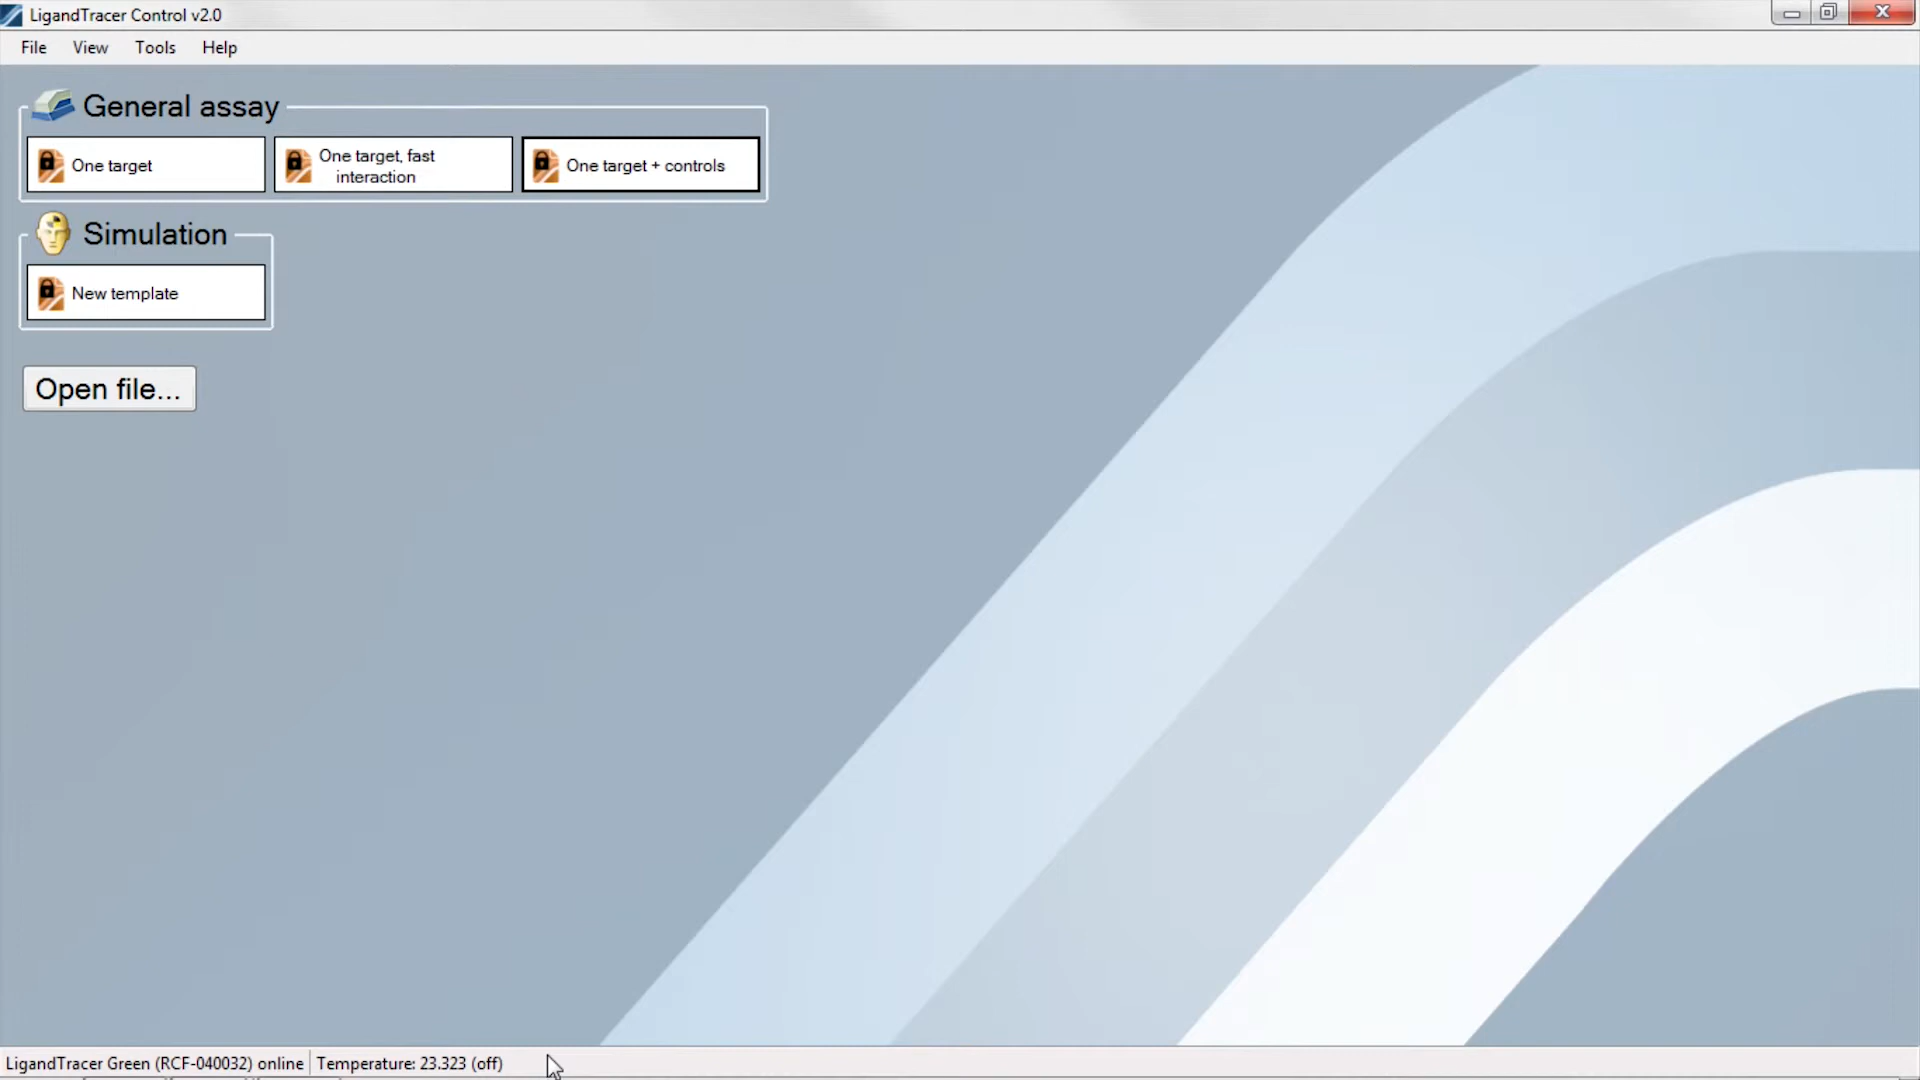 LigandTracer Control v2.0
File View Tools Help
General assay
One target
One target, fast
interaction
One target + controls
Simulation
New template
Open file...
LigandTracer Green (RCF-040032) online
Temperature: 23.323 (off)